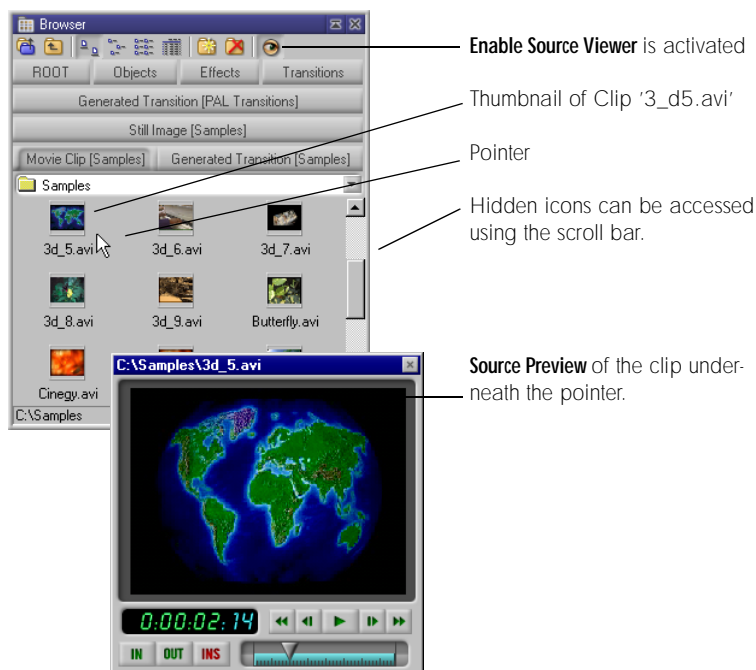 Browser
ROOT Objects Effects Transitions
Generated Transition [PAL Transitions]
Still Image [Samples]
Movie Clip [Samples] Generated Transition [Samples]
Samples
3d_5.avi 3d_6.avi 3d_7.avi
3d_8.avi 3d_9.avi Butterfly.avi
Cinegy.avi
C:\Samples
C:\Samples\3d_5.avi
0:00:02:14
IN OUT INS
Enable Source Viewer is activated
Thumbnail of Clip '3_d5.avi'
Pointer
Hidden icons can be accessed
using the scroll bar.
Source Preview of the clip under-
neath the pointer.